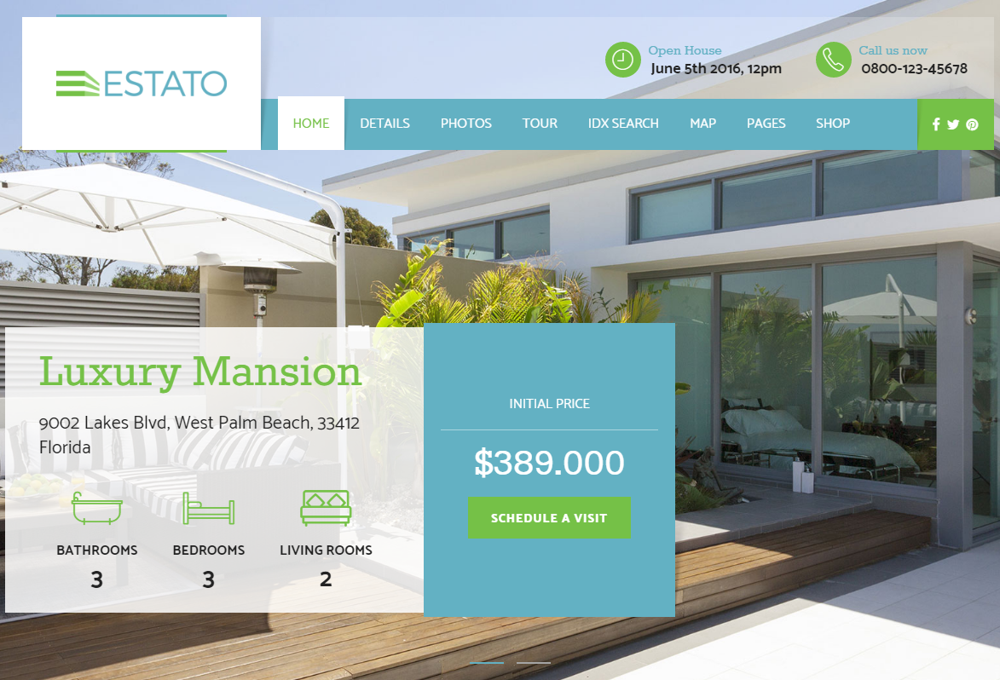 ESTATO
Open House
June 5th 2016, 12pm
Call us now
0800-123-45678
HOME DETAILS PHOTOS TOUR IDX SEARCH MAP PAGES SHOP
Luxury Mansion
9002 Lakes Blvd, West Palm Beach, 33412
Florida
BATHROOMS BEDROOMS LIVING ROOMS
3 3 2
INITIAL PRICE
$389.000
SCHEDULE A VISIT